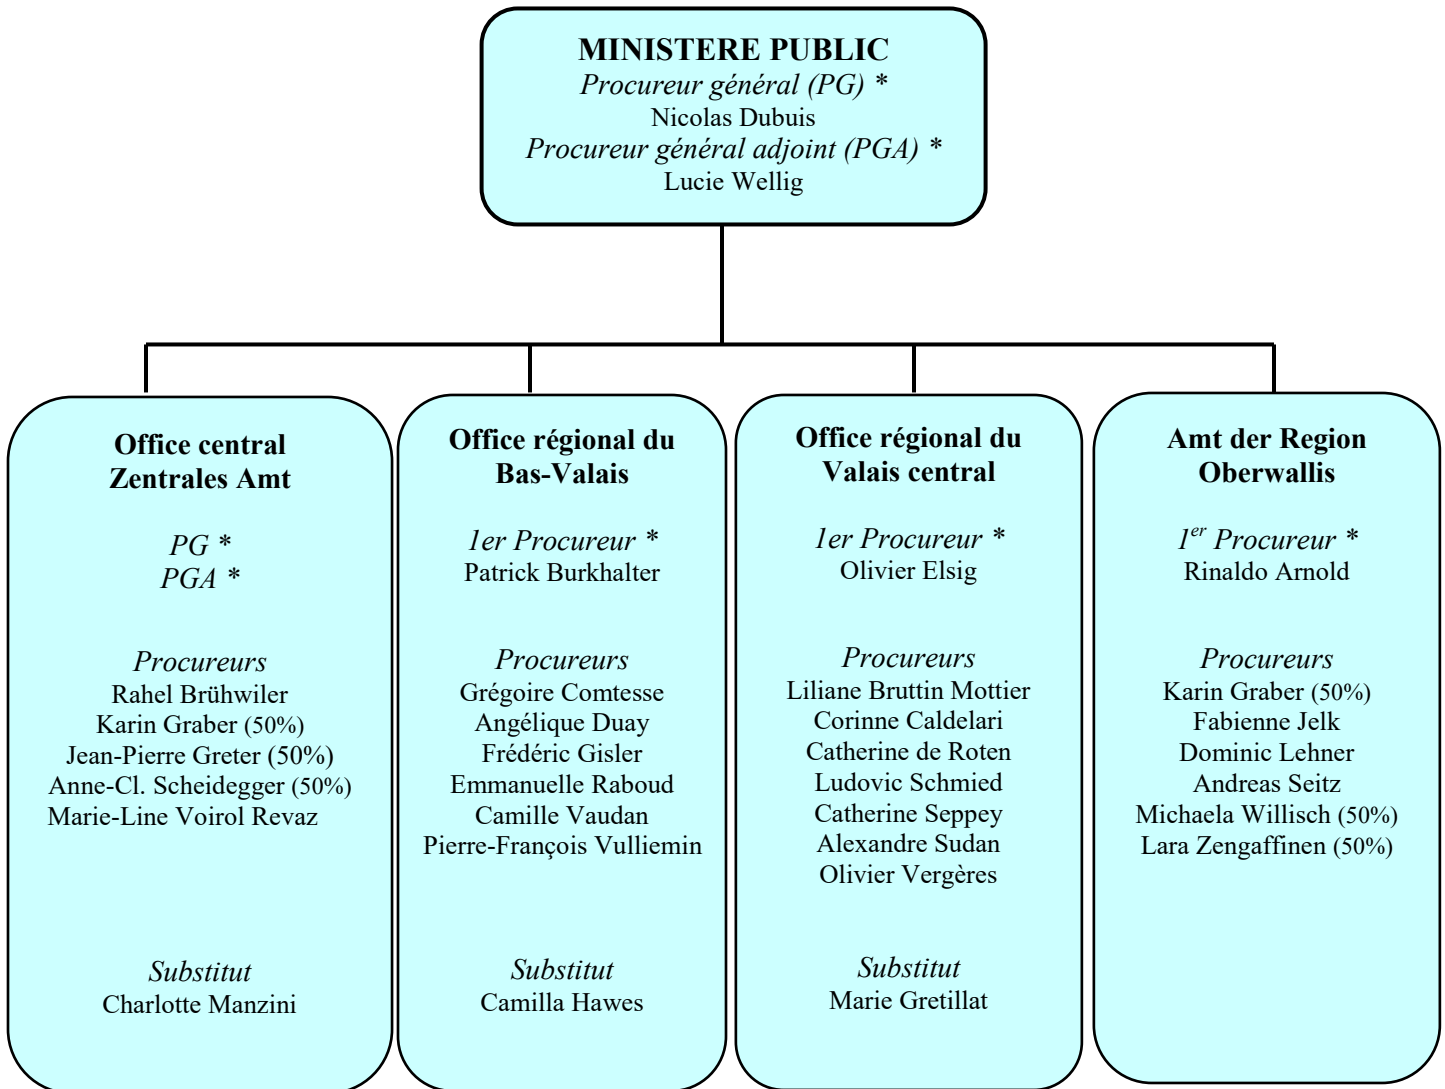 MINISTERE PUBLIC
Procureur général (PG) *
Nicolas Dubuis
Procureur général adjoint (PGA) *
Lucie Wellig
Office central
Zentrales Amt
PG *
PGA *
Procureurs
Rahel Brühwiler
Karin Graber (50%)
Jean-Pierre Greter (50%)
Anne-Cl. Scheidegger (50%)
Marie-Line Voirol Revaz
Substitut
Charlotte Manzini
Office régional du
Bas-Valais
1er Procureur *
Patrick Burkhalter
Procureurs
Grégoire Comtesse
Angélique Duay
Frédéric Gisler
Emmanuelle Raboud
Camille Vaudan
Pierre-François Vulliemin
Substitut
Camilla Hawes
Office régional du
Valais central
1er Procureur *
Olivier Elsig
Procureurs
Liliane Bruttin Mottier
Corinne Caldelari
Catherine de Roten
Ludovic Schmied
Catherine Seppey
Alexandre Sudan
Olivier Vergères
Substitut
Marie Gretillat
Amt der Region
Oberwallis
1er Procureur *
Rinaldo Arnold
Procureurs
Karin Graber (50%)
Fabienne Jelk
Dominic Lehner
Andreas Seitz
Michaela Willisch (50%)
Lara Zengaffinen (50%)